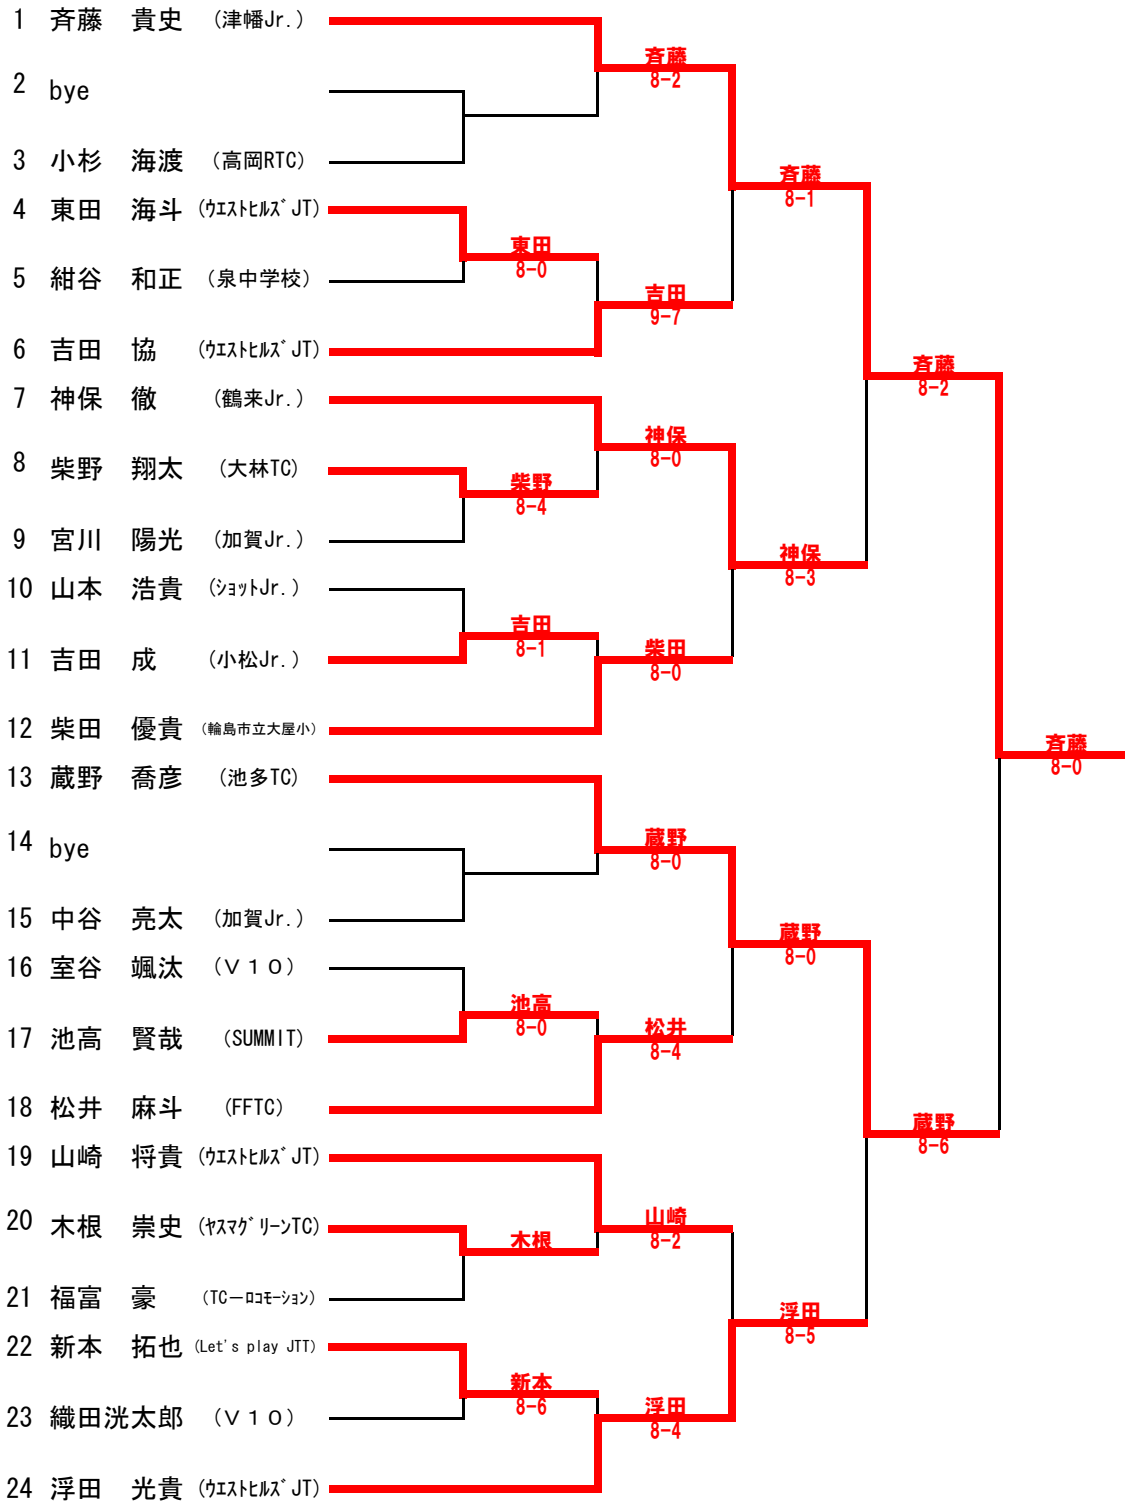 1 斉藤 貴史 (津幡Jr.)
斉藤
8-2
2 bye
3 小杉 海渡 (高岡RTC)
斉藤
8-1
4 東田 海斗 (ｳｴｽﾄﾋﾙｽﾞJT)
東田
8-0
5 紺谷 和正 (泉中学校)
吉田
9-7
6 吉田 協 (ｳｴｽﾄﾋﾙｽﾞJT)
斉藤
8-2
7 神保 徹 (鶴来Jr.)
神保
8-0
8 柴野 翔太 (大林TC)
柴野
8-4
9 宮川 陽光 (加賀Jr.)
神保
8-3
10 山本 浩貴 (ｼｮｯﾄJr.)
吉田
8-1
11 吉田 成 (小松Jr.)
柴田
8-0
12 柴田 優貴 (輪島市立大屋小)
斉藤
8-0
13 蔵野 喬彦 (池多TC)
蔵野
8-0
14 bye
15 中谷 亮太 (加賀Jr.)
蔵野
8-0
16 室谷 颯汰 (Ｖ１０)
池高
8-0
17 池高 賢哉 (SUMMIT)
松井
8-4
18 松井 麻斗 (FFTC)
蔵野
8-6
19 山崎 将貴 (ｳｴｽﾄﾋﾙｽﾞJT)
山崎
8-2
20 木根 崇史 (ﾔｽﾏｸﾞﾘｰﾝTC)
木根
21 福富 豪 (TC－ﾛｺﾓｰｼｮﾝ)
浮田
8-5
22 新本 拓也 (Let's play JTT)
新本
8-6
23 織田洸太郎 (Ｖ１０)
浮田
8-4
24 浮田 光貴 (ｳｴｽﾄﾋﾙｽﾞJT)